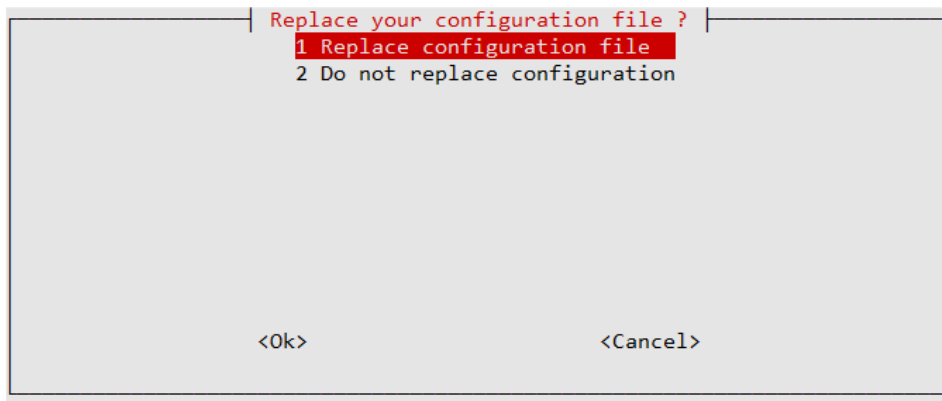 Replace your configuration file ?
1 Replace configuration file
2 Do not replace configuration
<Ok> <Cancel>